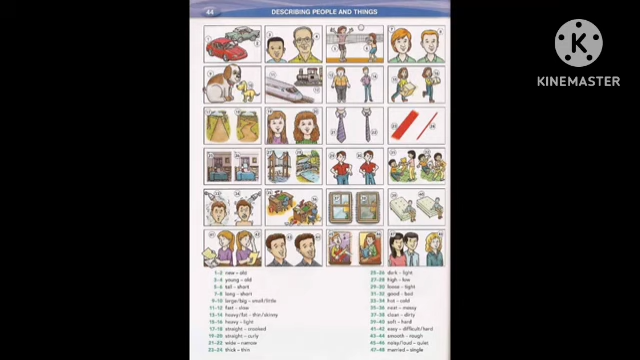 44
DESCRIBING PEOPLE AND THINGS
KINEMASTER
1-2 new – old
3-4 young – old
5-6 tall – short
7-8 long – short
9-10 large/big – small/little
11-12 fast – slow
13-14 heavy/fat – thin/skinny
15-16 heavy – light
17-18 straight – crooked
19-20 straight – curly
21-22 wide – narrow
23-24 thick – thin
25-26 dark – light
27-28 high – low
29-30 loose – tight
31-32 good – bad
33-34 hot – cold
35-36 neat – messy
37-38 clean – dirty
39-40 soft – hard
41-42 easy – difficult/hard
43-44 smooth – rough
45-46 noisy/loud – quiet
47-48 married – single